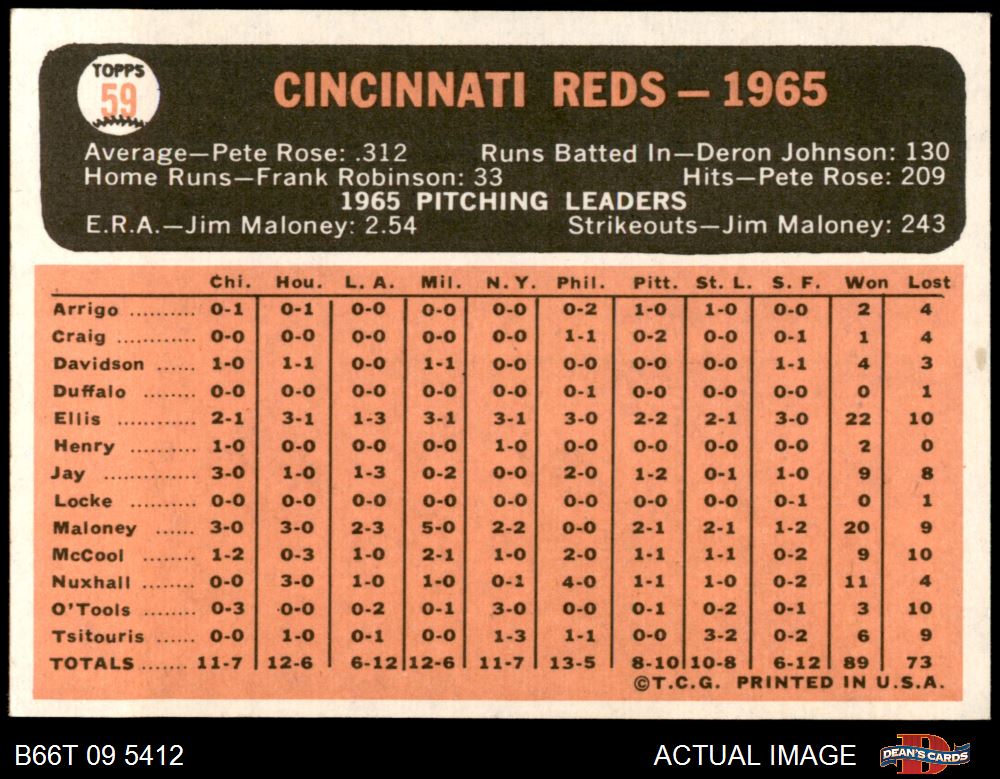 TOPPS
59
CINCINNATI REDS — 1965
Average—Pete Rose: .312 Runs Batted In—Deron Johnson: 130
Home Runs—Frank Robinson: 33 Hits—Pete Rose: 209
1965 PITCHING LEADERS
E.R.A.—Jim Maloney: 2.54 Strikeouts—Jim Maloney: 243
Chi. Hou. L. A. Mil. N. Y. Phil. Pitt. St. L. S. F. Won Lost
Arrigo .......... 0-1 0-1 0-0 0-0 0-0 0-2 1-0 1-0 0-0 2 4
Craig ............ 0-0 0-0 0-0 0-0 0-0 1-1 0-2 0-0 0-1 1 4
Davidson ...... 1-0 1-1 0-0 1-1 0-0 0-0 0-0 0-0 1-1 4 3
Duffalo ........ 0-0 0-0 0-0 0-0 0-0 0-1 0-0 0-0 0-0 0 1
Ellis ............ 2-1 3-1 1-3 3-1 3-1 3-0 2-2 2-1 3-0 22 10
Henry .......... 1-0 0-0 0-0 0-0 1-0 0-0 0-0 0-0 0-0 2 0
Jay .............. 3-0 1-0 1-3 0-2 0-0 2-0 1-2 0-1 1-0 9 8
Locke .......... 0-0 0-0 0-0 0-0 0-0 0-0 0-0 0-0 0-1 0 1
Maloney ...... 3-0 3-0 2-3 5-0 2-2 0-0 2-1 2-1 1-2 20 9
McCool ........ 1-2 0-3 1-0 2-1 1-0 2-0 1-1 1-1 0-2 9 10
Nuxhall ........ 0-0 3-0 1-0 1-0 0-1 4-0 1-1 1-0 0-2 11 4
O'Tools ........ 0-3 0-0 0-2 0-1 3-0 0-0 0-1 0-2 0-1 3 10
Tsitouris ...... 0-0 1-0 0-1 0-0 1-3 1-1 0-0 3-2 0-2 6 9
TOTALS ....... 11-7 12-6 6-12 12-6 11-7 13-5 8-10 10-8 6-12 89 73
©T.C.G. PRINTED IN U.S.A.
B66T 09 5412 ACTUAL IMAGE DEAN'S CARDS